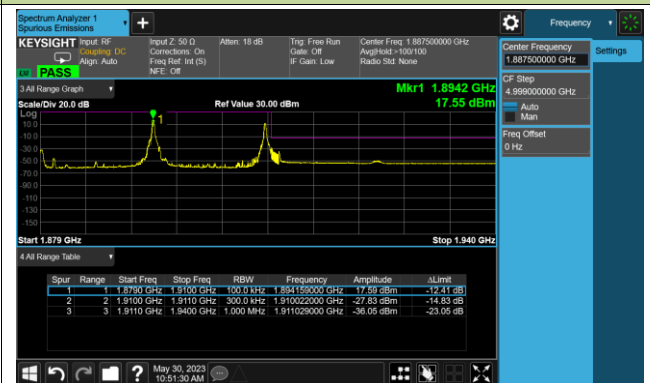 Spectrum Analyzer 1
Spurious Emissions
+
Frequency
KEYSIGHT
Input: RF
Coupling: DC
Align: Auto
Input Z: 50 Ω
Corrections: On
Freq Ref: Int (S)
NFE: Off
Atten: 18 dB
Trig: Free Run
Gate: Off
IF Gain: Low
Center Freq: 1.887500000 GHz
Avg|Hold:>100/100
Radio Std: None
PASS
3 All Range Graph
Scale/Div 20.0 dB
Ref Value 30.00 dBm
Mkr1 1.8942 GHz
17.55 dBm
Log
10.0
-10.0
-30.0
-50.0
-70.0
-90.0
-110
-130
-150
1
Start 1.879 GHz
Stop 1.940 GHz
4 All Range Table
Spur Range Start Freq Stop Freq RBW Frequency Amplitude ΔLimit
1 1 1.8790 GHz 1.9100 GHz 100.0 kHz 1.894159000 GHz 17.59 dBm -12.41 dB
2 2 1.9100 GHz 1.9110 GHz 300.0 kHz 1.910022000 GHz -27.83 dBm -14.83 dB
3 3 1.9110 GHz 1.9400 GHz 1.000 MHz 1.911029000 GHz -36.05 dBm -23.05 dB
Center Frequency
1.887500000 GHz
Settings
CF Step
4.999000000 GHz
Auto
Man
Freq Offset
0 Hz
?
May 30, 2023
10:51:30 AM